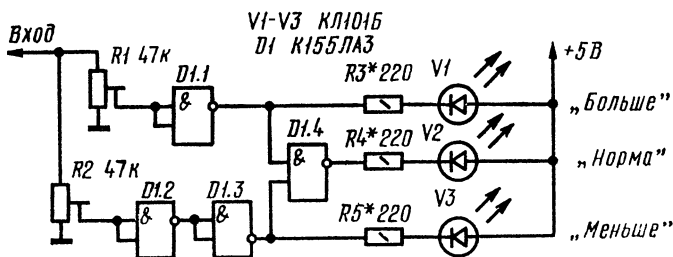 V1-V3 КЛ101Б
D1 К155ЛА3
Вход
R1 47к
D1.1
&
R3* 220
V1
+5В
„Больше”
D1.4
&
R4* 220
V2
„Норма”
R2 47к
D1.2
&
D1.3
&
R5* 220
V3
„Меньше”